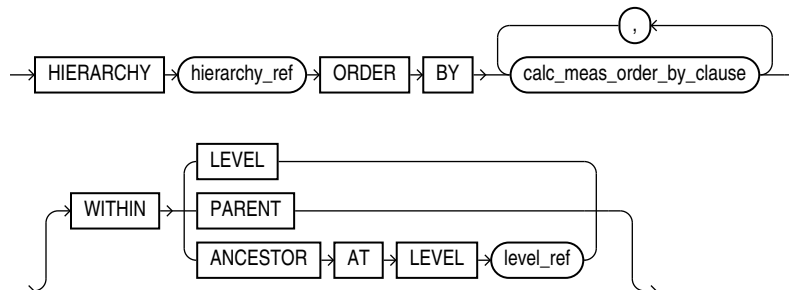 ,
HIERARCHY hierarchy_ref ORDER BY calc_meas_order_by_clause
LEVEL
WITHIN PARENT
ANCESTOR AT LEVEL level_ref